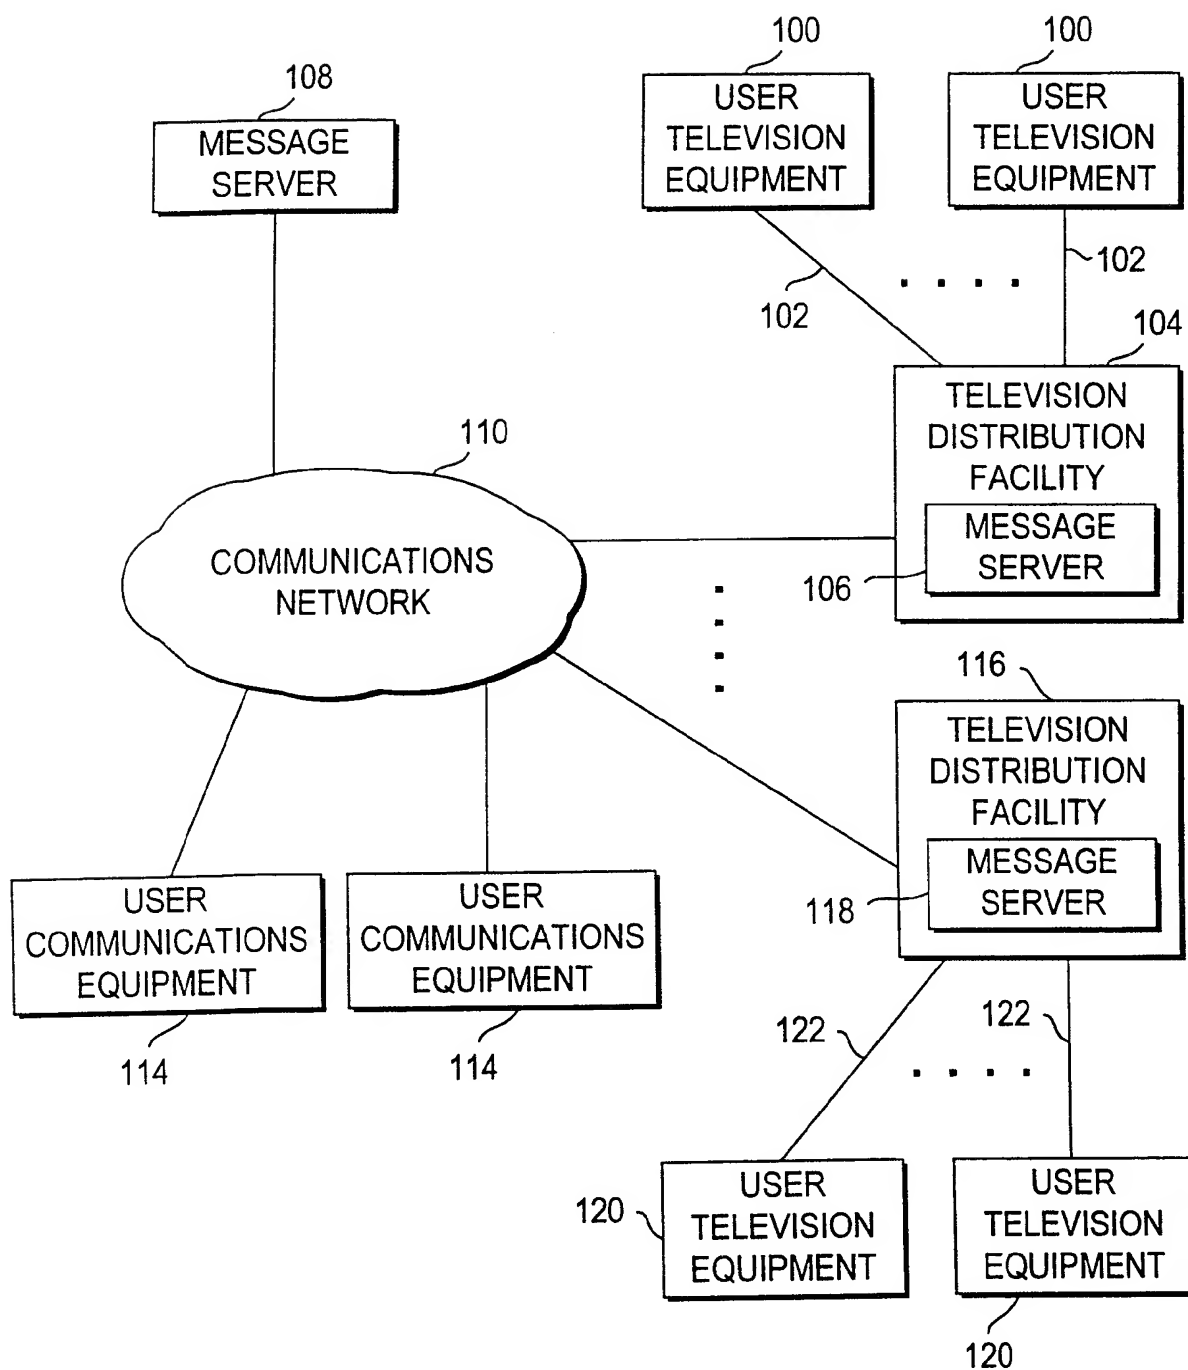 100
100
USER
TELEVISION
EQUIPMENT
USER
TELEVISION
EQUIPMENT
108
MESSAGE
SERVER
102
102
104
TELEVISION
DISTRIBUTION
FACILITY
MESSAGE
SERVER
106
110
COMMUNICATIONS
NETWORK
116
TELEVISION
DISTRIBUTION
FACILITY
MESSAGE
SERVER
118
USER
COMMUNICATIONS
EQUIPMENT
114
USER
COMMUNICATIONS
EQUIPMENT
114
122
122
120
USER
TELEVISION
EQUIPMENT
USER
TELEVISION
EQUIPMENT
120